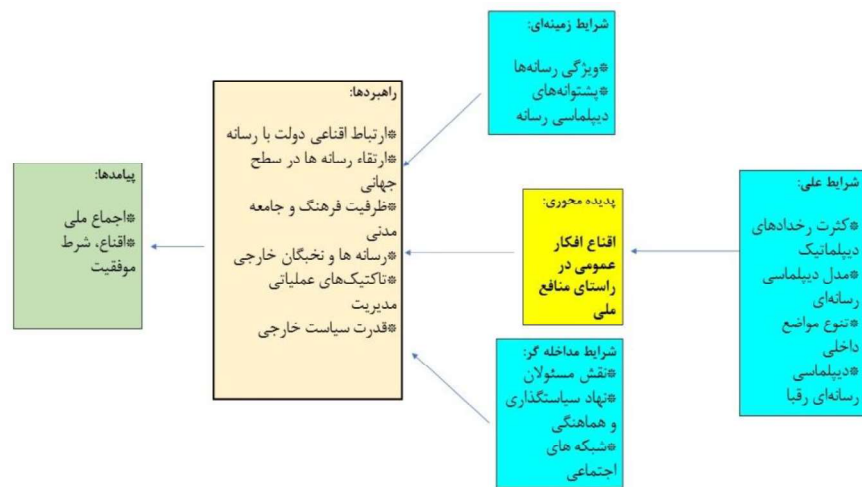 شرایط زمینه‌ای:
*ویژگی رسانه‌ها
*پشتوانه‌های
دیپلماسی رسانه
شرایط علی:
*کثرت رخدادهای
دیپلماتیک
*مدل دیپلماسی
رسانه‌ای
*تنوع مواضع
داخلی
*دیپلماسی
رسانه‌ای رقبا
پدیده محوری:
اقناع افکار
عمومی در
راستای منافع
ملی
شرایط مداخله گر:
*نقش مسئولان
*نهاد سیاستگذاری
و هماهنگی
*شبکه های
اجتماعی
راهبردها:
*ارتباط اقناعی دولت با رسانه
*ارتقاء رسانه ها در سطح
جهانی
*ظرفیت فرهنگ و جامعه
مدنی
*رسانه ها و نخبگان خارجی
*تاکتیک‌های عملیاتی
مدیریت
*قدرت سیاست خارجی
پیامدها:
*اجماع ملی
*اقناع، شرط
موفقیت